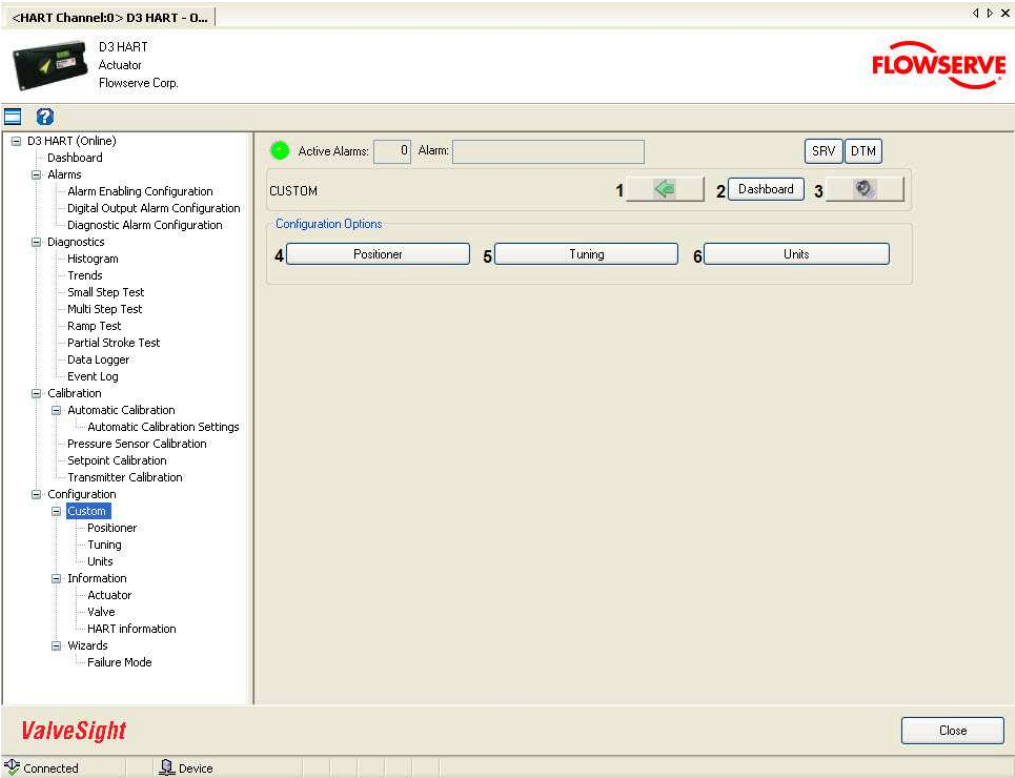 <HART Channel:0> D3 HART - O...
D3 HART
Actuator
Flowserve Corp.
FLOWSERVE
D3 HART (Online)
Dashboard
Alarms
Alarm Enabling Configuration
Digital Output Alarm Configuration
Diagnostic Alarm Configuration
Diagnostics
Histogram
Trends
Small Step Test
Multi Step Test
Ramp Test
Partial Stroke Test
Data Logger
Event Log
Calibration
Automatic Calibration
Automatic Calibration Settings
Pressure Sensor Calibration
Setpoint Calibration
Transmitter Calibration
Configuration
Custom
Positioner
Tuning
Units
Information
Actuator
Valve
HART information
Wizards
Failure Mode
Active Alarms: 0 Alarm: SRV DTM
CUSTOM 1 2 Dashboard 3
Configuration Options
4 Positioner 5 Tuning 6 Units
ValveSight
Close
Connected Device